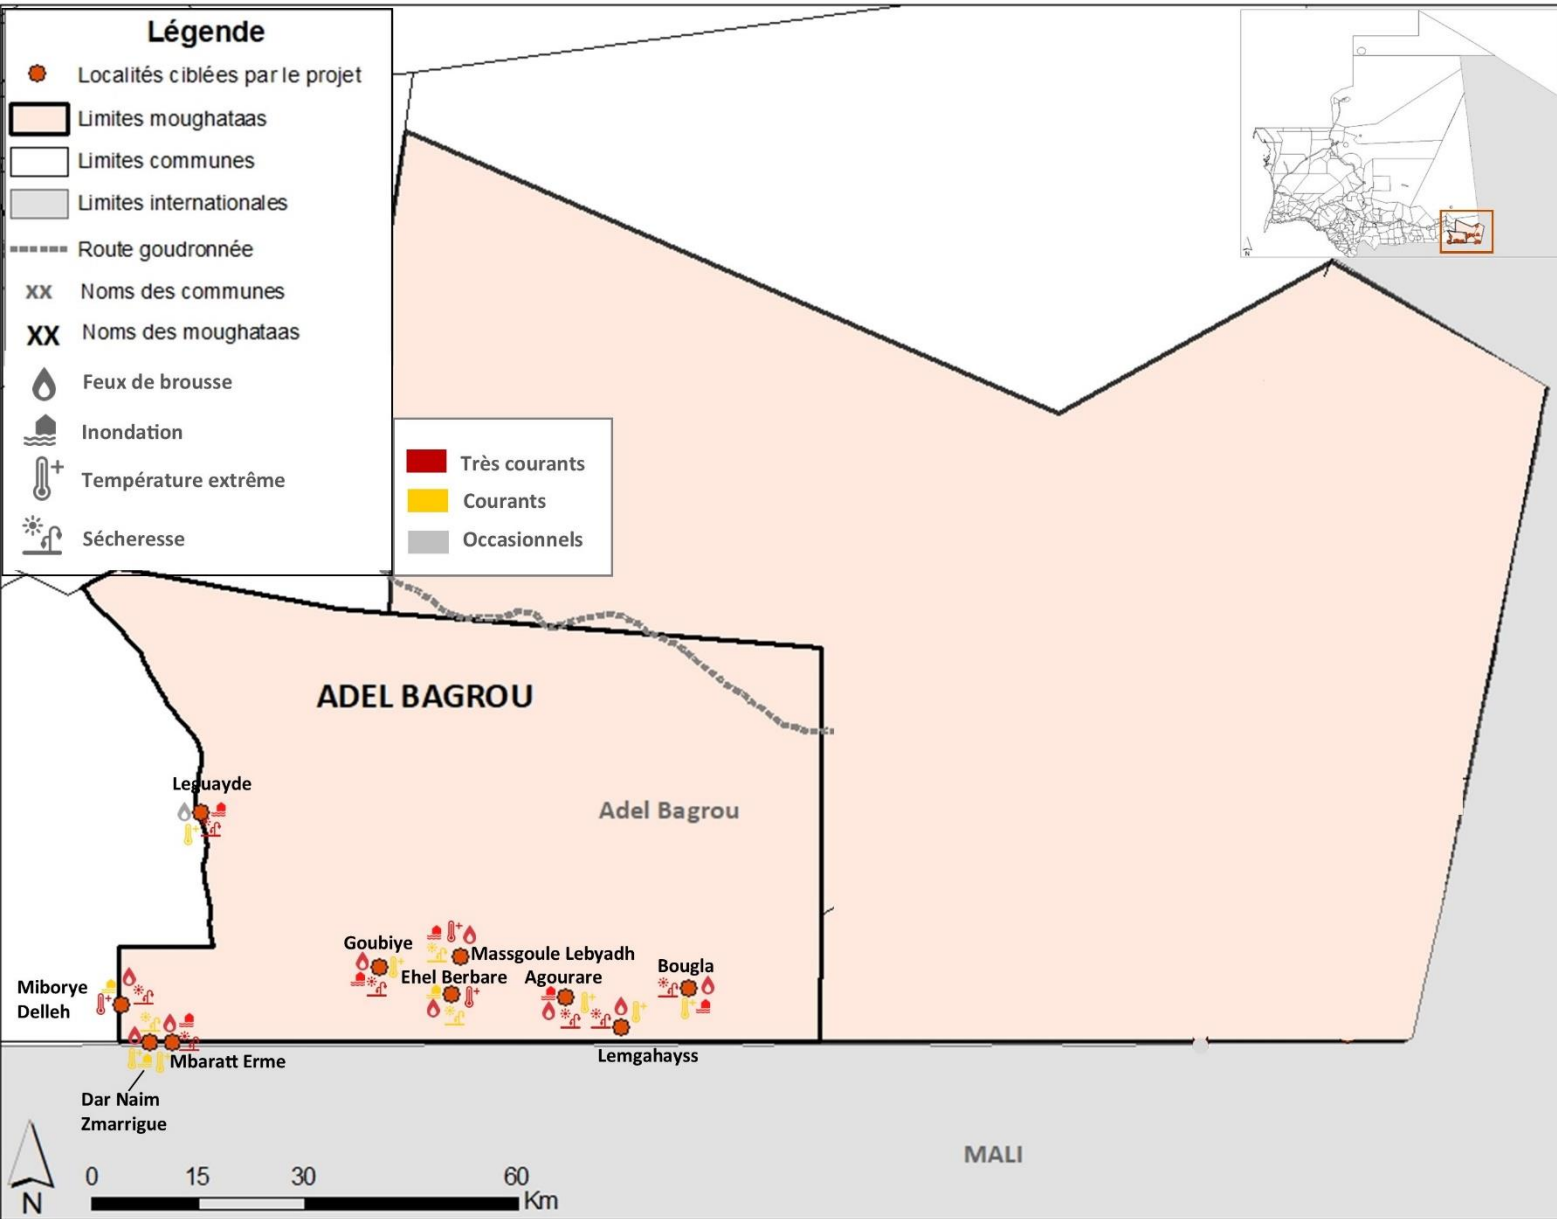 Légende
Localités ciblées par le projet
Limites moughataas
Limites communes
Limites internationales
Route goudronnée
XX Noms des communes
XX Noms des moughataas
Feux de brousse
Inondation
Température extrême
Sécheresse
Très courants
Courants
Occasionnels
ADEL BAGROU
Leguayde
Adel Bagrou
Goubiye
Massgoule Lebyadh
Ehel Berbare
Agourare
Bougla
Miborye
Delleh
Lemgahayss
Mbaratt Erme
Dar Naim
Zmarrigue
MALI
0 15 30 60
Km
N
N